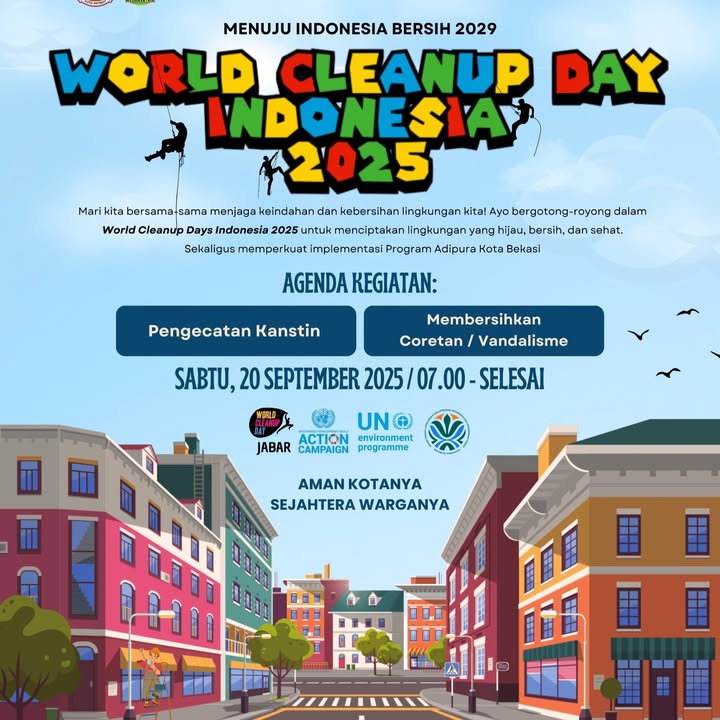 MENUJU INDONESIA BERSIH 2029
WORLD CLEANUP DAY
INDONESIA
2025
Mari kita bersama-sama menjaga keindahan dan kebersihan lingkungan kita! Ayo bergotong-royong dalam
World Cleanup Days Indonesia 2025 untuk menciptakan lingkungan yang hijau, bersih, dan sehat.
Sekaligus memperkuat implementasi Program Adipura Kota Bekasi
AGENDA KEGIATAN:
Pengecatan Kanstin
Membersihkan
Coretan / Vandalisme
SABTU, 20 SEPTEMBER 2025 / 07.00 - SELESAI
WORLD
CLEANUP
DAY
JABAR
ACTION
CAMPAIGN
UN
environment
programme
AMAN KOTANYA
SEJAHTERA WARGANYA